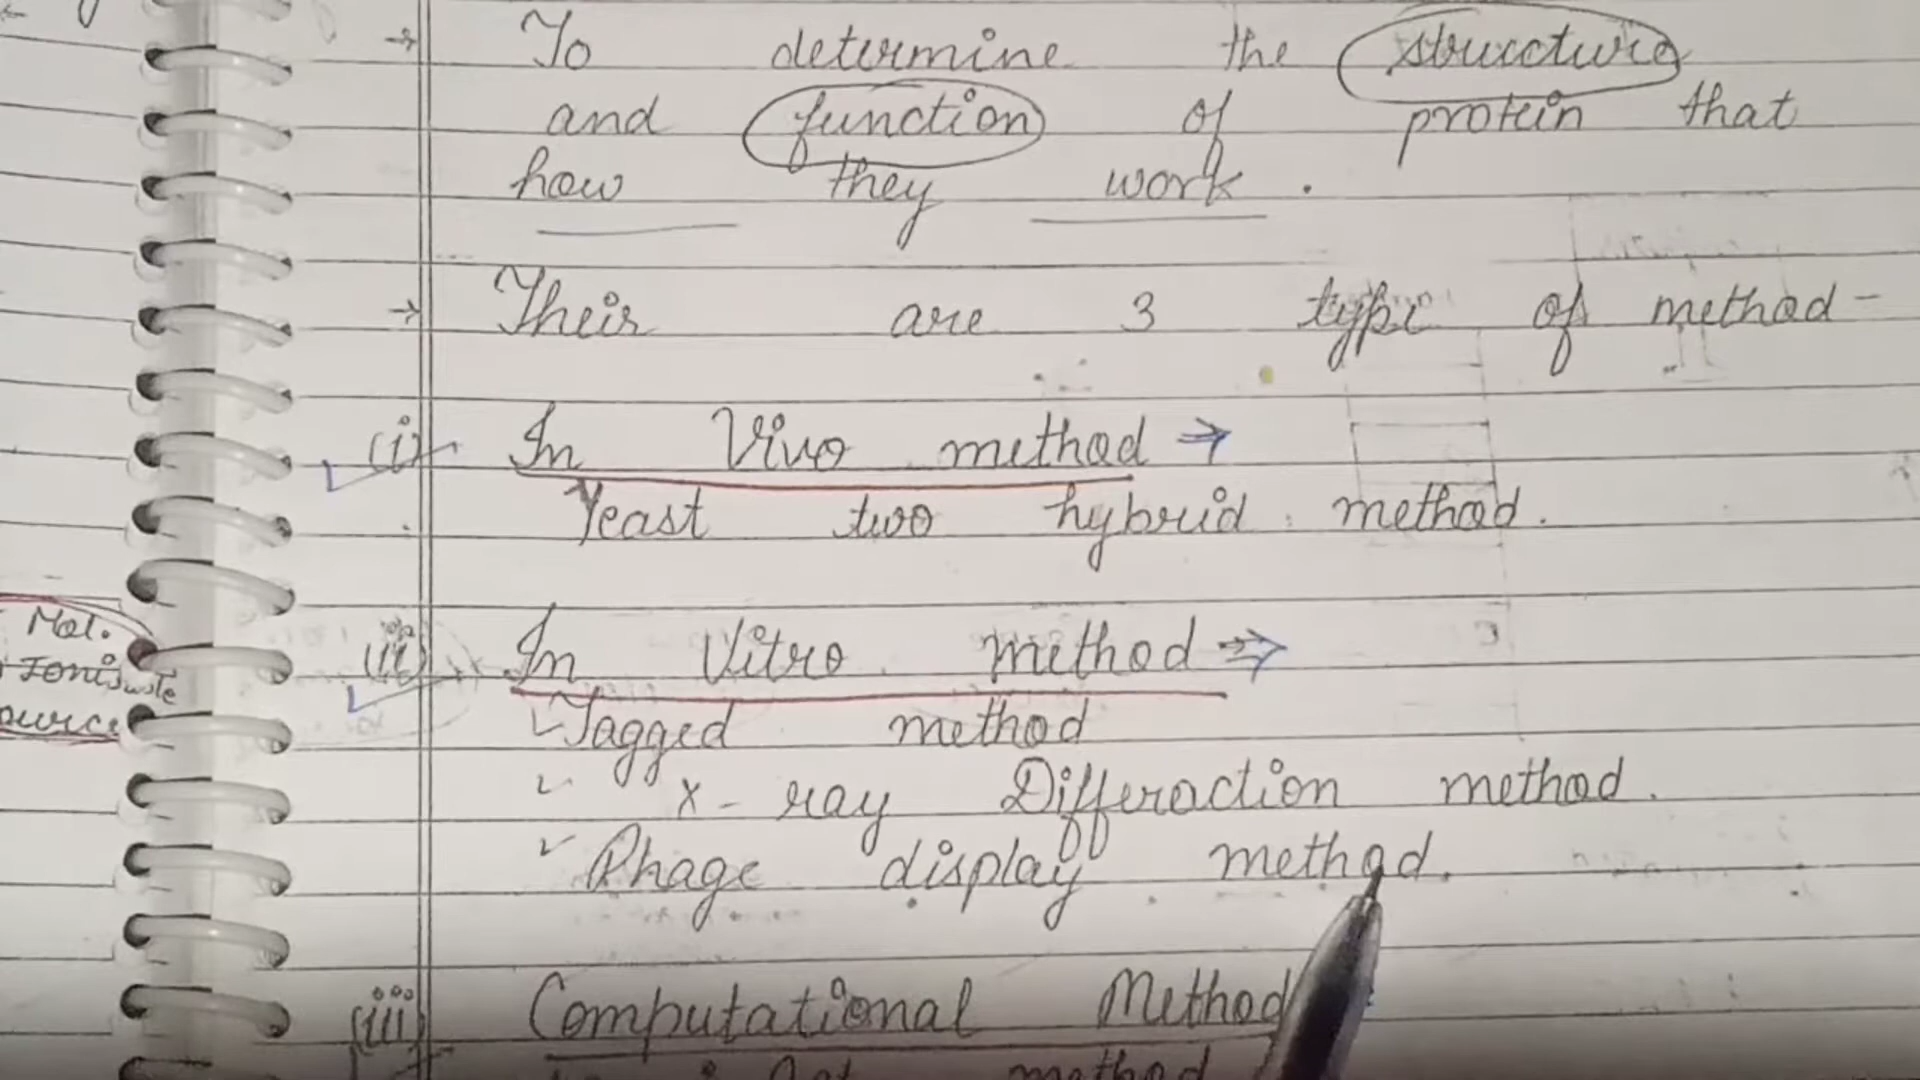 → To determine the structure
and function of protein that
how they work.
→ Their are 3 type of method-
(i) In Vivo method →
Yeast two hybrid method.
(ii) In Vitro method ⇒
Tagged method
x-ray Differaction method.
Phage display method.
(iii) Computational Method
method
Mol.